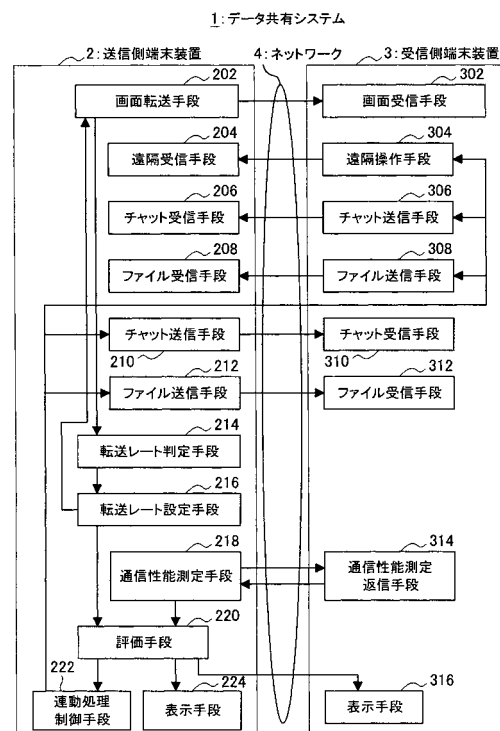 1:データ共有システム
2:送信側端末装置
4:ネットワーク
3:受信側端末装置
202
画面転送手段
302
画面受信手段
204
遠隔受信手段
304
遠隔操作手段
206
チャット受信手段
306
チャット送信手段
208
ファイル受信手段
308
ファイル送信手段
チャット送信手段
210
チャット受信手段
310
212
ファイル送信手段
312
ファイル受信手段
214
転送レート判定手段
216
転送レート設定手段
218
通信性能測定手段
314
通信性能測定
返信手段
220
評価手段
222
連動処理
制御手段
224
表示手段
316
表示手段